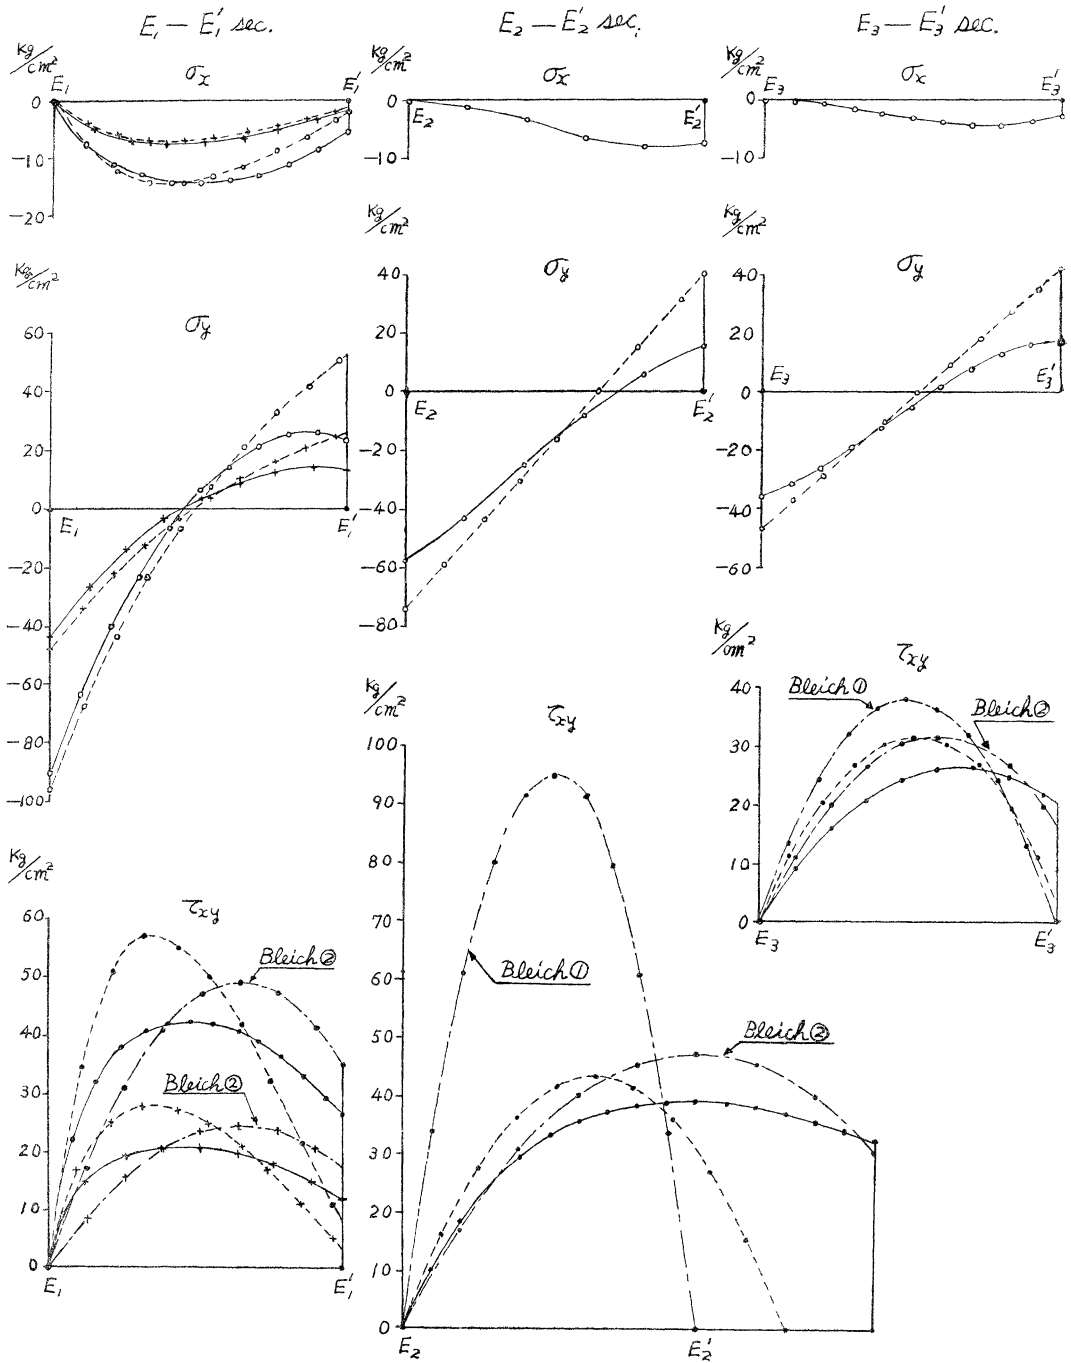 E₁ — E₁′ sec.
Kg/cm²
σx
E₁ E₁′
0
−10
−20
Kg/cm²
σy
60
40
20
0
−20
−40
−60
−80
−100
E₁ E₁′
Kg/cm²
τxy
60
50
40
30
20
10
0
Bleich②
Bleich②
E₁ E₁′
E₂ — E₂′ sec.
Kg/cm²
σx
0
−10
E₂ E₂′
Kg/cm²
σy
40
20
0
−20
−40
−60
−80
E₂ E₂′
Kg/cm²
τxy
100
90
80
70
60
50
40
30
20
10
0
Bleich①
Bleich②
E₂ E₂′
E₃ — E₃′ sec.
Kg/cm²
σx
E₃ E₃′
0
−10
Kg/cm²
σy
40
20
0
−20
−40
−60
E₃ E₃′
Kg/cm²
τxy
40
30
20
10
0
Bleich①
Bleich②
E₃ E₃′